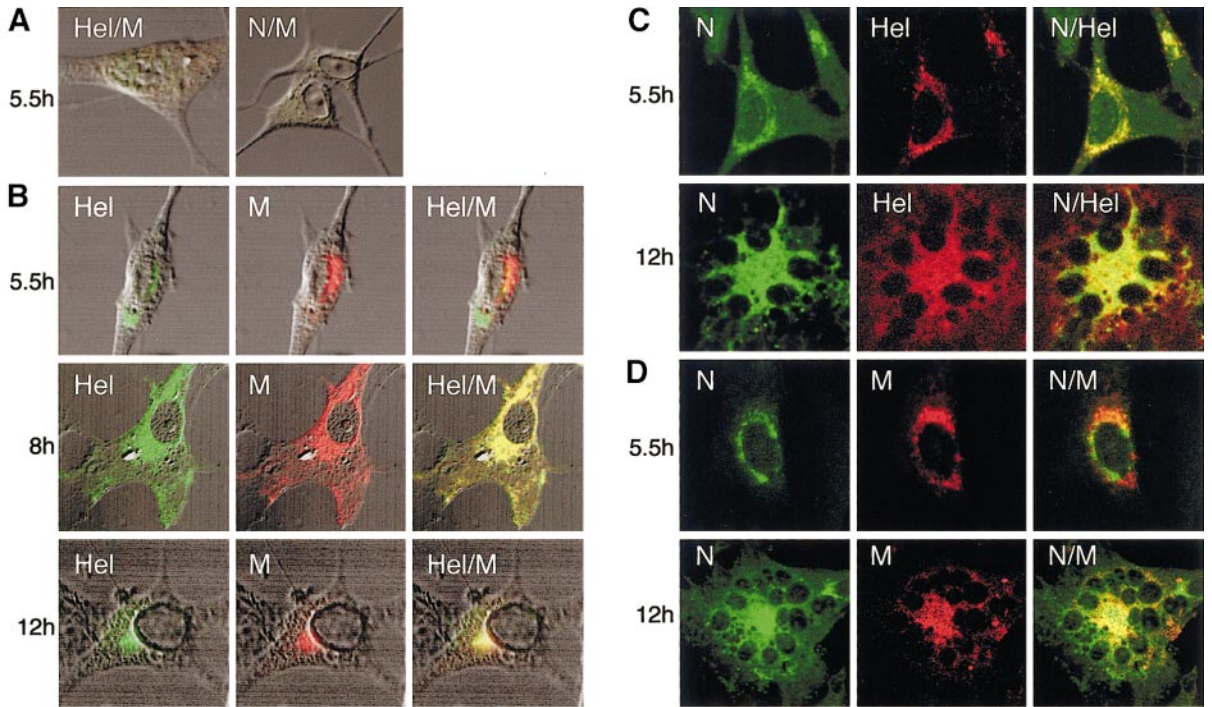 A
Hel/M N/M
5.5h
B
Hel M Hel/M
5.5h
Hel M Hel/M
8h
Hel M Hel/M
12h
C
N Hel N/Hel
5.5h
N Hel N/Hel
12h
D
N M N/M
5.5h
N M N/M
12h